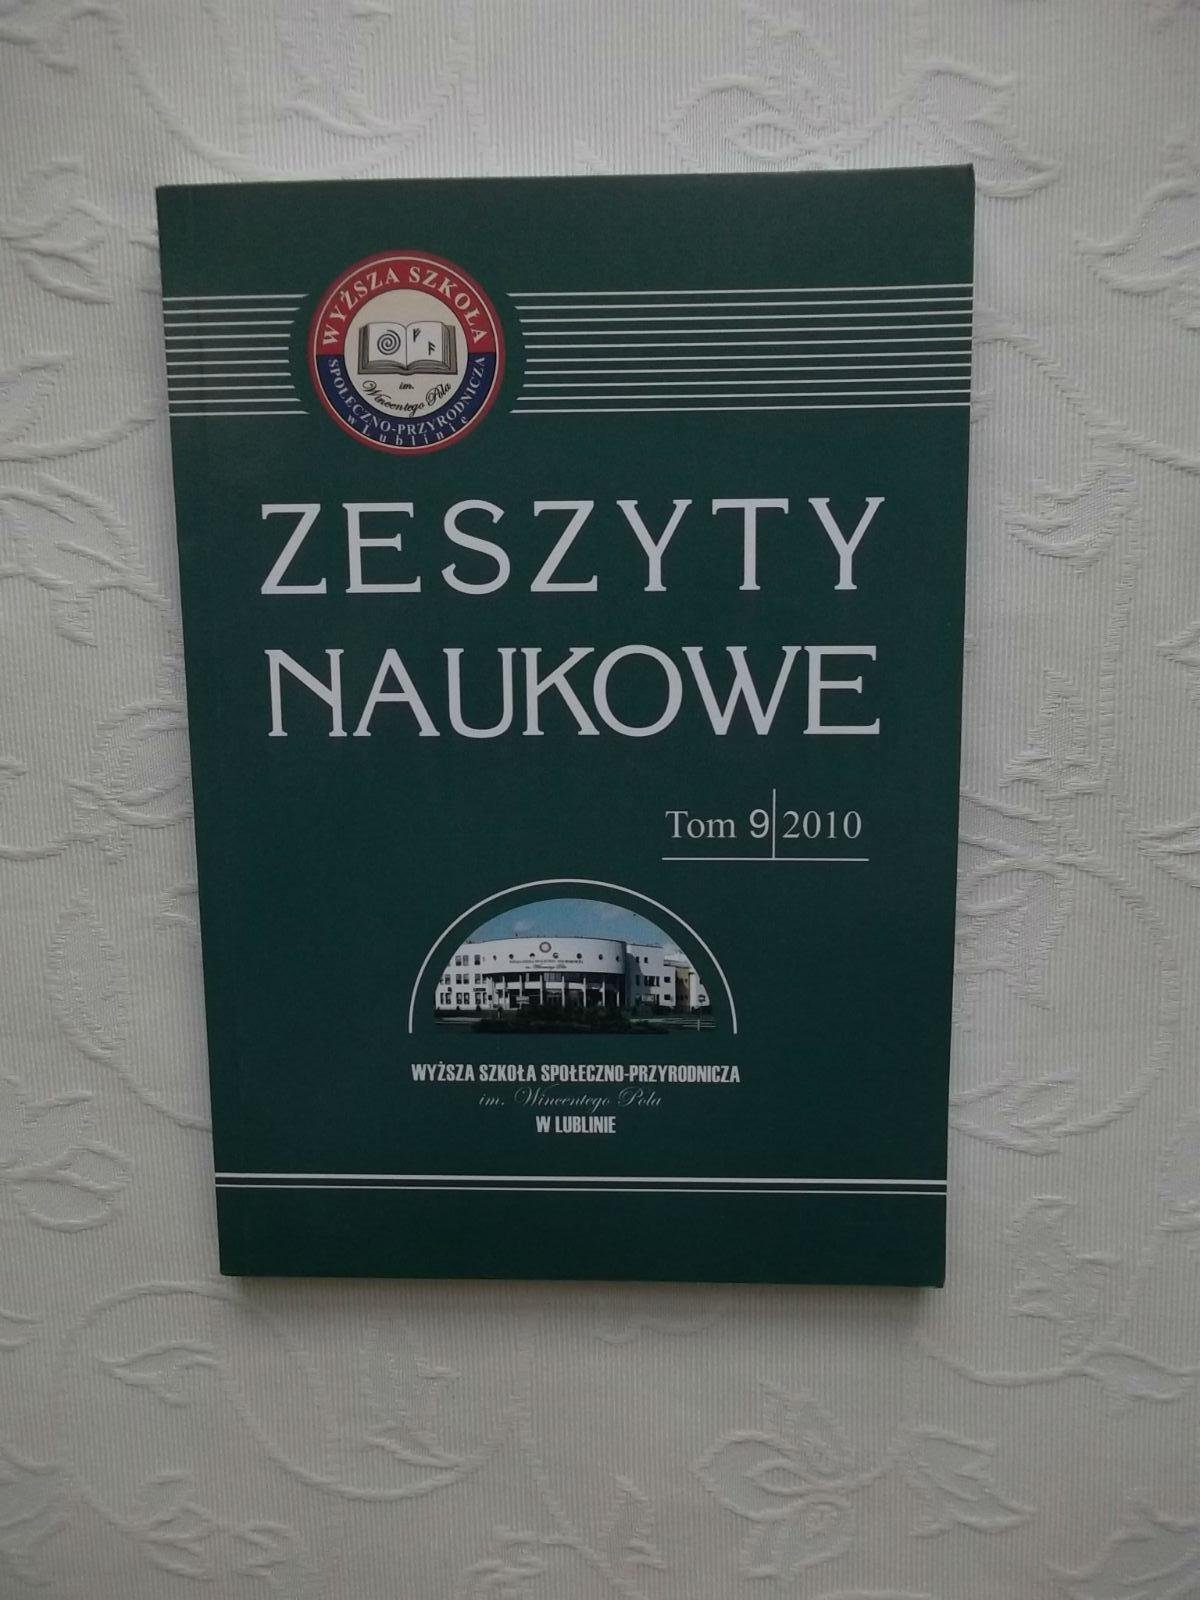 WYŻSZA SZKOŁA
im.
Wincentego Pola
SPOŁECZNO-PRZYRODNICZA
w Lublinie
ZESZYTY
NAUKOWE
Tom 9 2010
WYŻSZA SZKOŁA SPOŁECZNO-PRZYRODNICZA
im. Wincentego Pola
W LUBLINIE